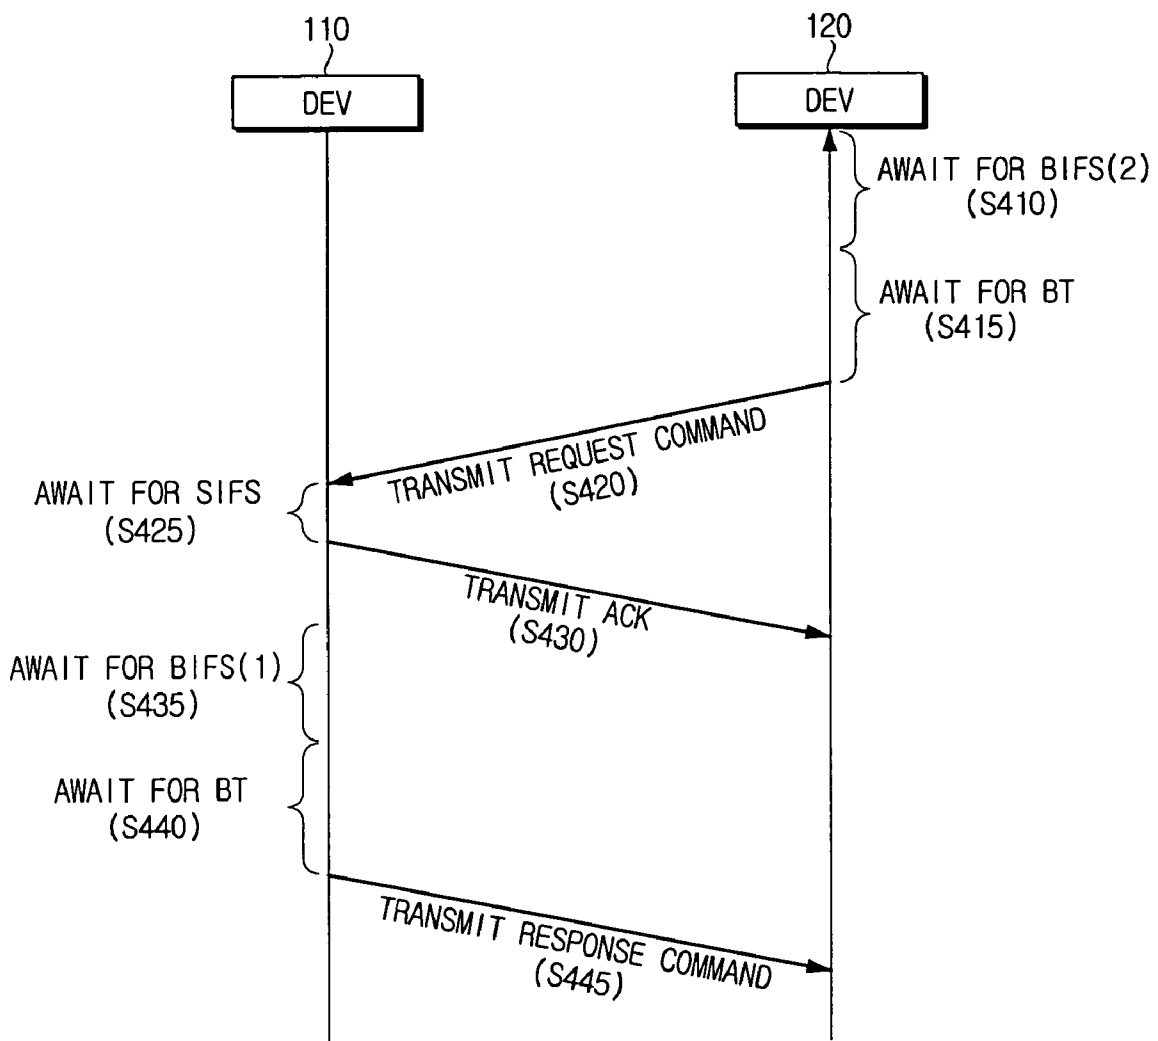 110
120
DEV
DEV
AWAIT FOR BIFS(2)
(S410)
AWAIT FOR BT
(S415)
TRANSMIT REQUEST COMMAND
(S420)
AWAIT FOR SIFS
(S425)
TRANSMIT ACK
(S430)
AWAIT FOR BIFS(1)
(S435)
AWAIT FOR BT
(S440)
TRANSMIT RESPONSE COMMAND
(S445)